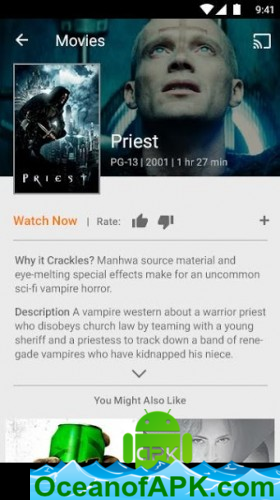 9:41
Movies
PRIEST
Priest
PG-13 | 2001 | 1 hr 27 min
Watch Now | Rate:
Why it Crackles? Manhwa source material and
eye-melting special effects make for an uncommon
sci-fi vampire horror.
Description A vampire western about a warrior priest
who disobeys church law by teaming with a young
sheriff and a priestess to track down a band of rene-
gade vampires who have kidnapped his niece.
You Might Also Like
APK
OceanofAPK.com